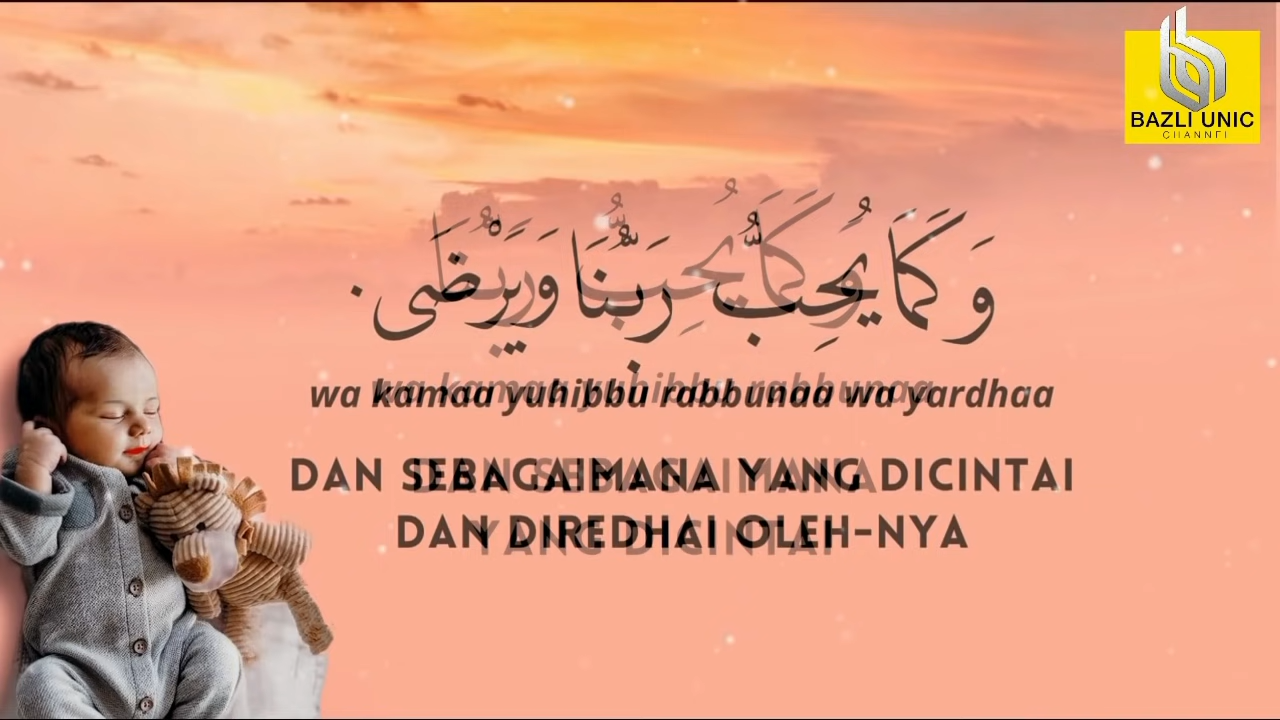 وَكَمَا يُحِبُّ رَبُّنَا وَيَرْضَى.
wa kamaa yuhibbu rabbunaa wa yardhaa
DAN SEBAGAIMANA YANG DICINTAI
DAN DIREDHAI OLEH-NYA
BAZLI UNIC
CHANNEL